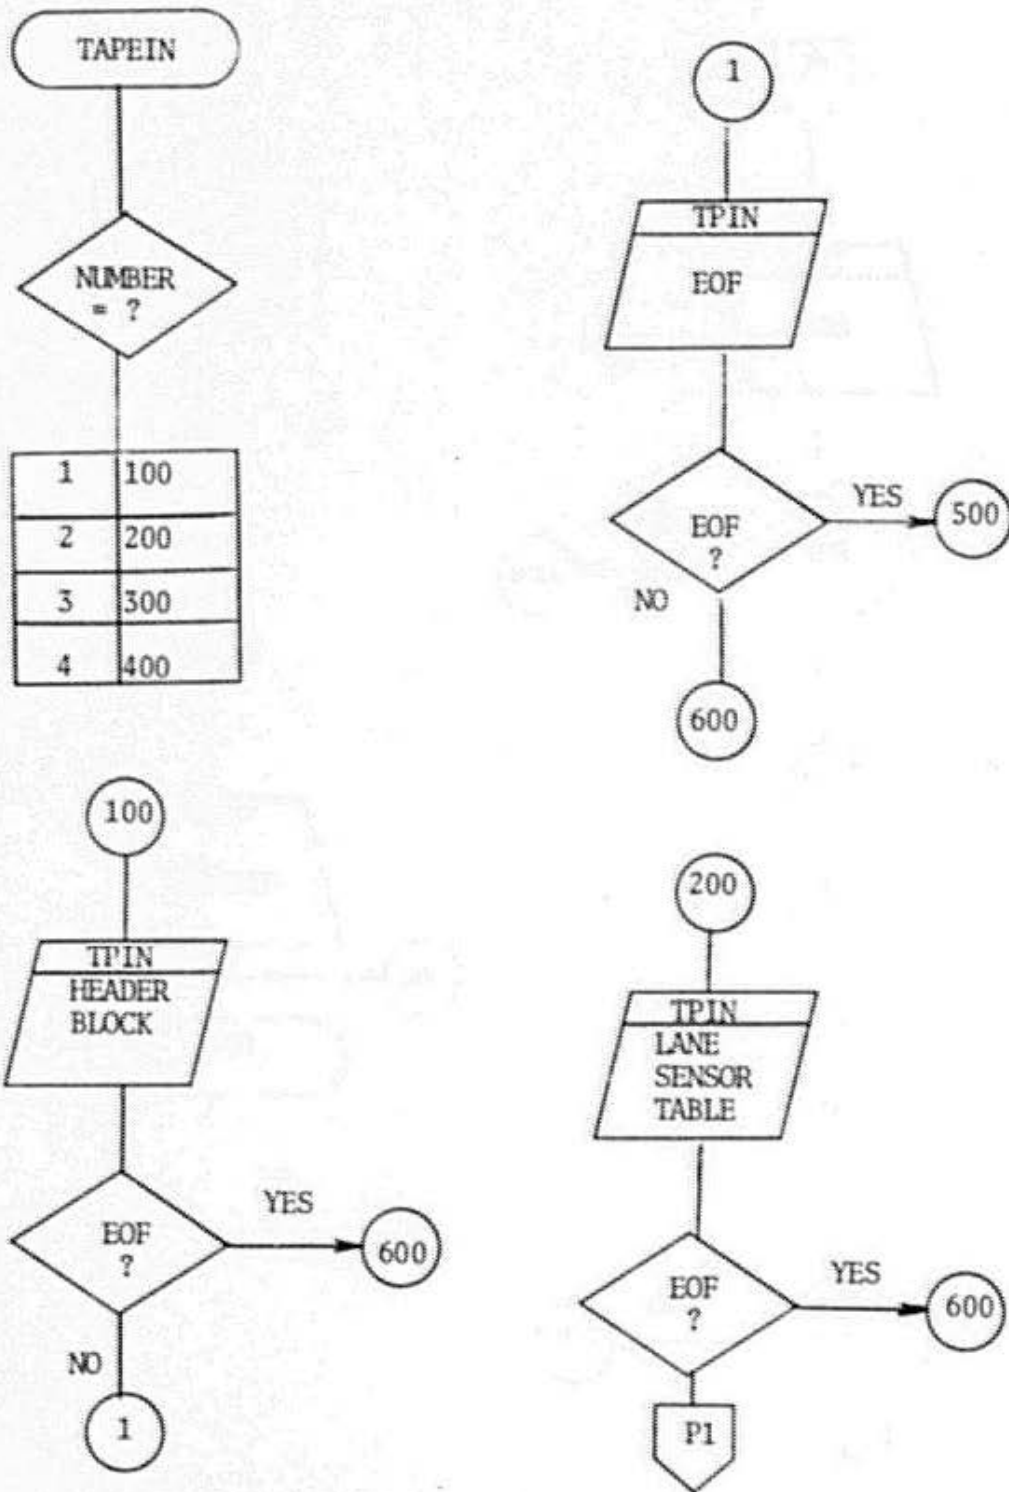 TAPEIN
NUMBER
= ?
1 100
2 200
3 300
4 400
1
TPIN
EOF
EOF
?
YES
500
NO
600
100
TPIN
HEADER
BLOCK
EOF
?
YES
600
NO
1
200
TPIN
LANE
SENSOR
TABLE
EOF
?
YES
600
P1